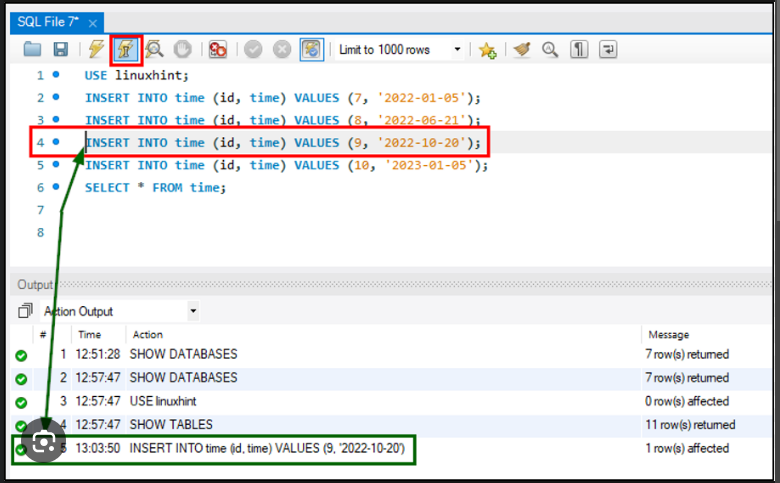 SQL File 7*
Limit to 1000 rows
1 USE linuxhint;
2 INSERT INTO time (id, time) VALUES (7, '2022-01-05');
3 INSERT INTO time (id, time) VALUES (8, '2022-06-21');
4 INSERT INTO time (id, time) VALUES (9, '2022-10-20');
5 INSERT INTO time (id, time) VALUES (10, '2023-01-05');
6 SELECT * FROM time;
7
8
Output
Action Output
# Time Action Message
1 12:51:28 SHOW DATABASES 7 row(s) returned
2 12:57:47 SHOW DATABASES 7 row(s) returned
3 12:57:47 USE linuxhint 0 row(s) affected
4 12:57:47 SHOW TABLES 11 row(s) returned
5 13:03:50 INSERT INTO time (id, time) VALUES (9, '2022-10-20') 1 row(s) affected